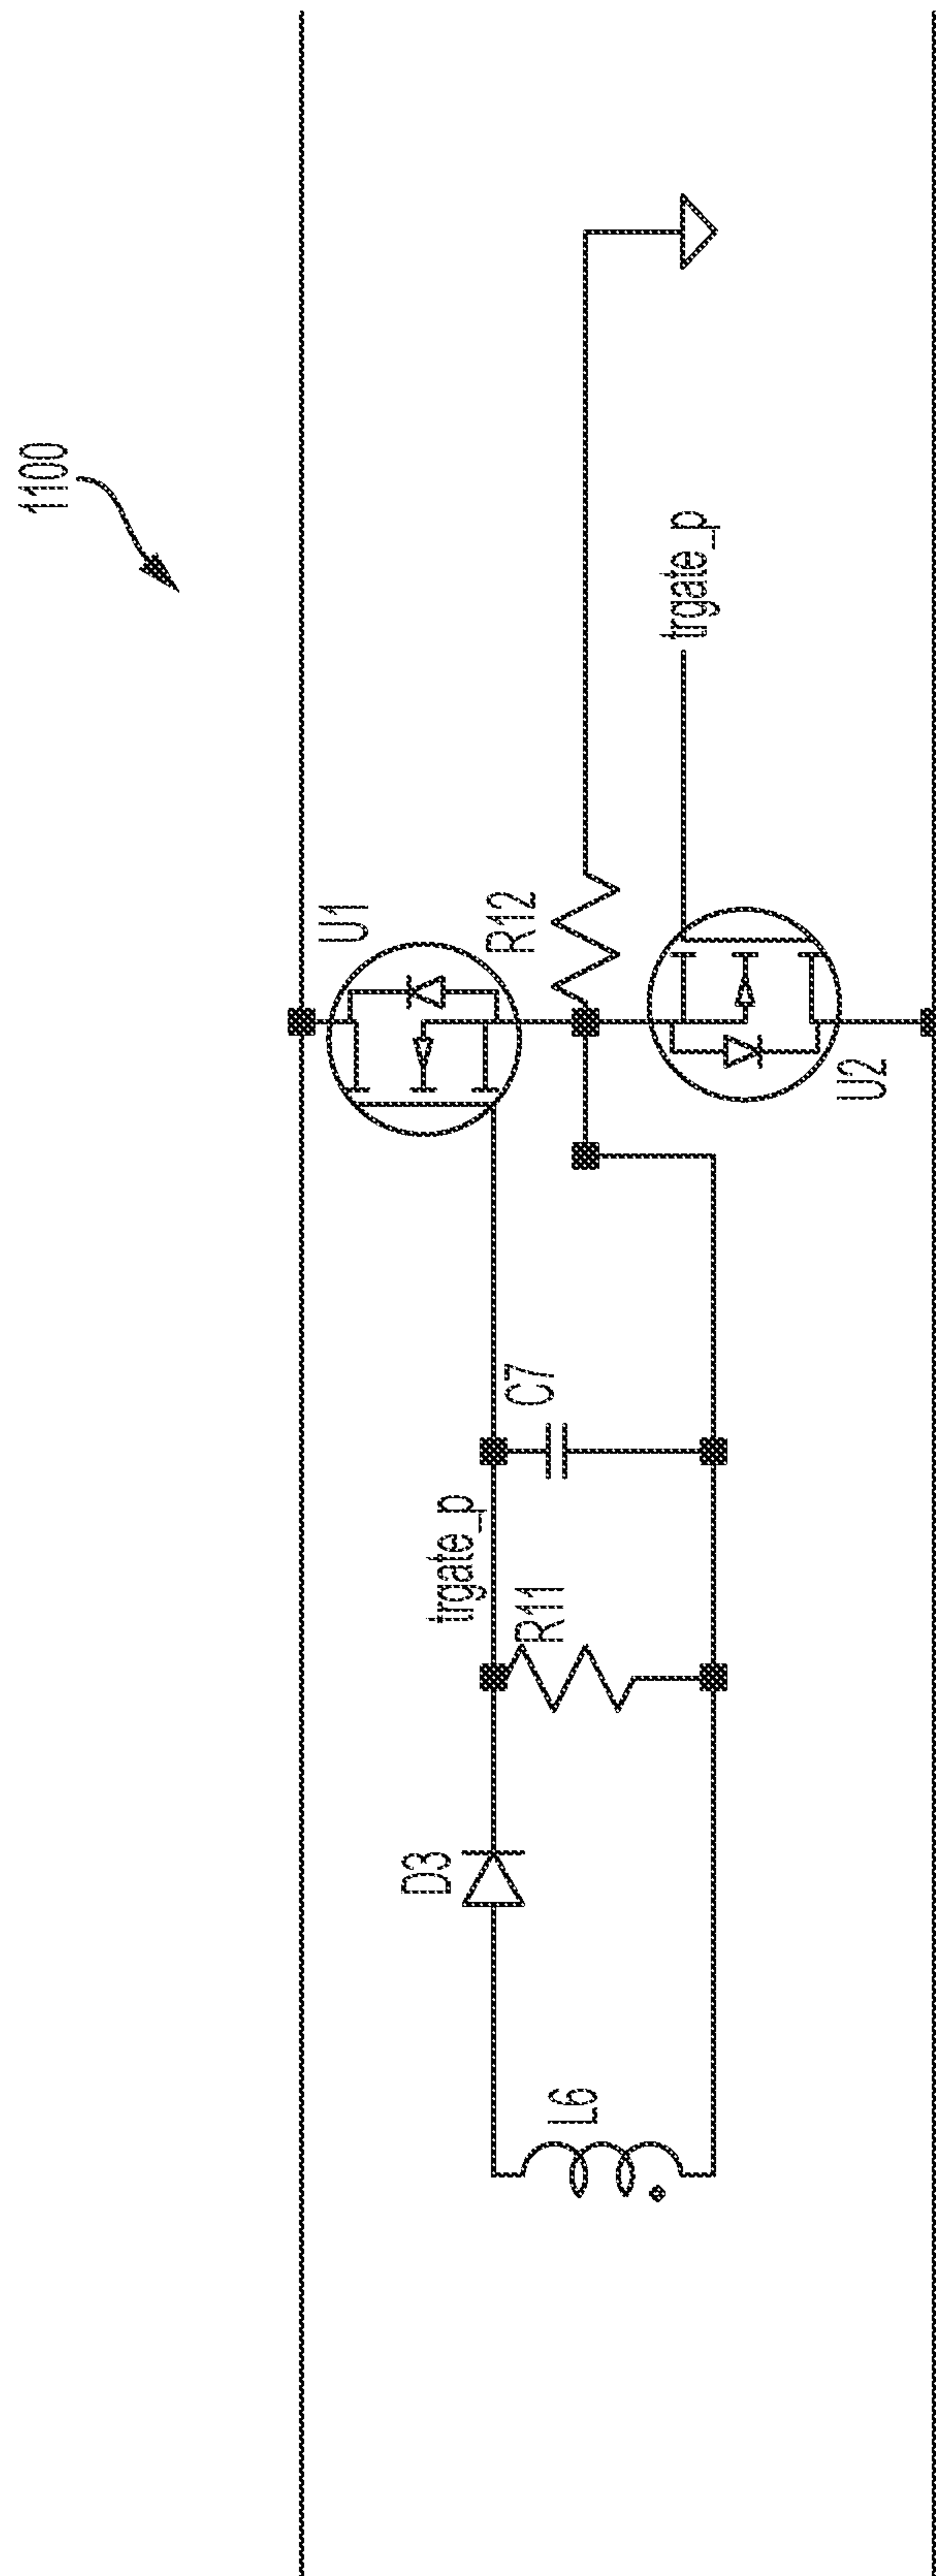 1100
U1
R12
trgate_p
U2
C7
trgate_p
R11
D3
L6